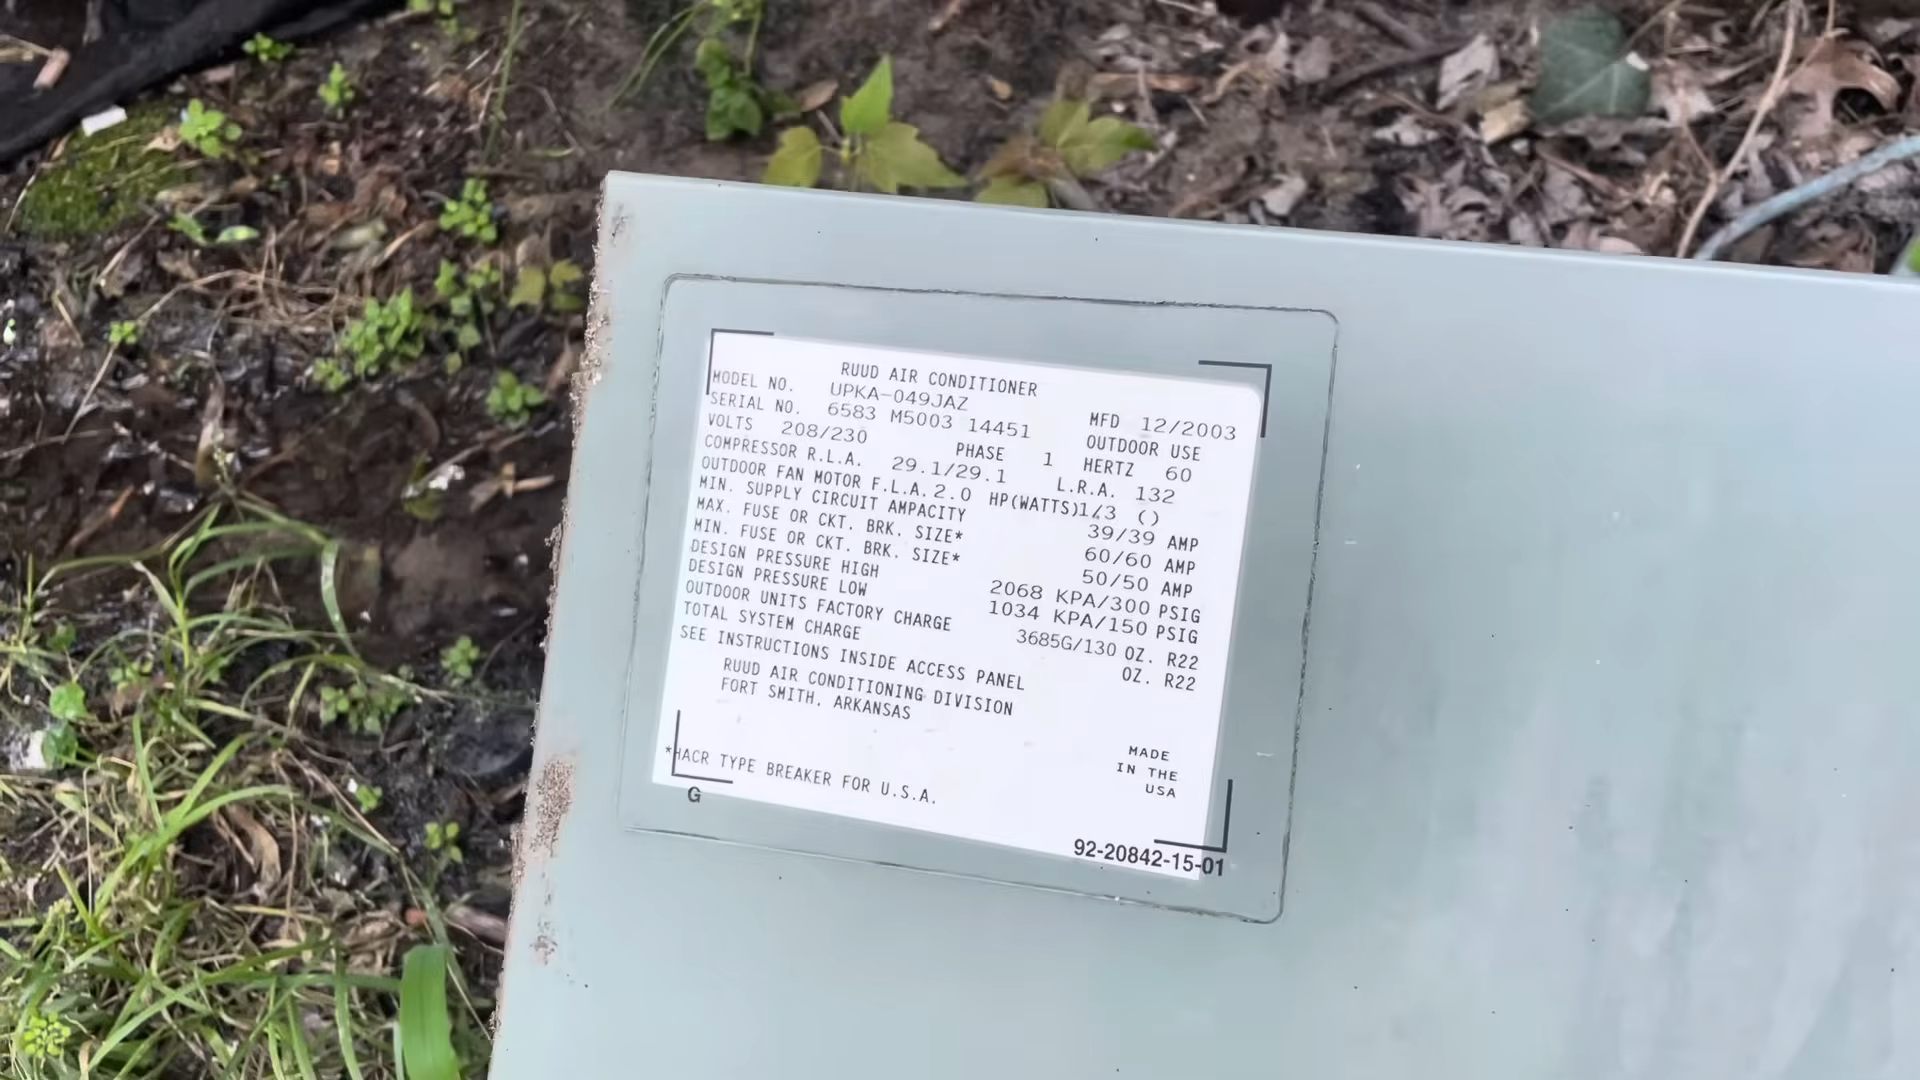 RUUD AIR CONDITIONER
MODEL NO. UPKA-049JAZ
SERIAL NO. 6583 M5003 14451 MFD 12/2003
VOLTS 208/230 PHASE 1 OUTDOOR USE
HERTZ 60
COMPRESSOR R.L.A. 29.1/29.1 L.R.A. 132
OUTDOOR FAN MOTOR F.L.A. 2.0 HP(WATTS)1/3 ()
MIN. SUPPLY CIRCUIT AMPACITY 39/39 AMP
MAX. FUSE OR CKT. BRK. SIZE* 60/60 AMP
MIN. FUSE OR CKT. BRK. SIZE* 50/50 AMP
DESIGN PRESSURE HIGH 2068 KPA/300 PSIG
DESIGN PRESSURE LOW 1034 KPA/150 PSIG
OUTDOOR UNITS FACTORY CHARGE 3685G/130 OZ. R22
TOTAL SYSTEM CHARGE OZ. R22
SEE INSTRUCTIONS INSIDE ACCESS PANEL
RUUD AIR CONDITIONING DIVISION
FORT SMITH, ARKANSAS
MADE
IN THE
USA
*HACR TYPE BREAKER FOR U.S.A.
G
92-20842-15-01